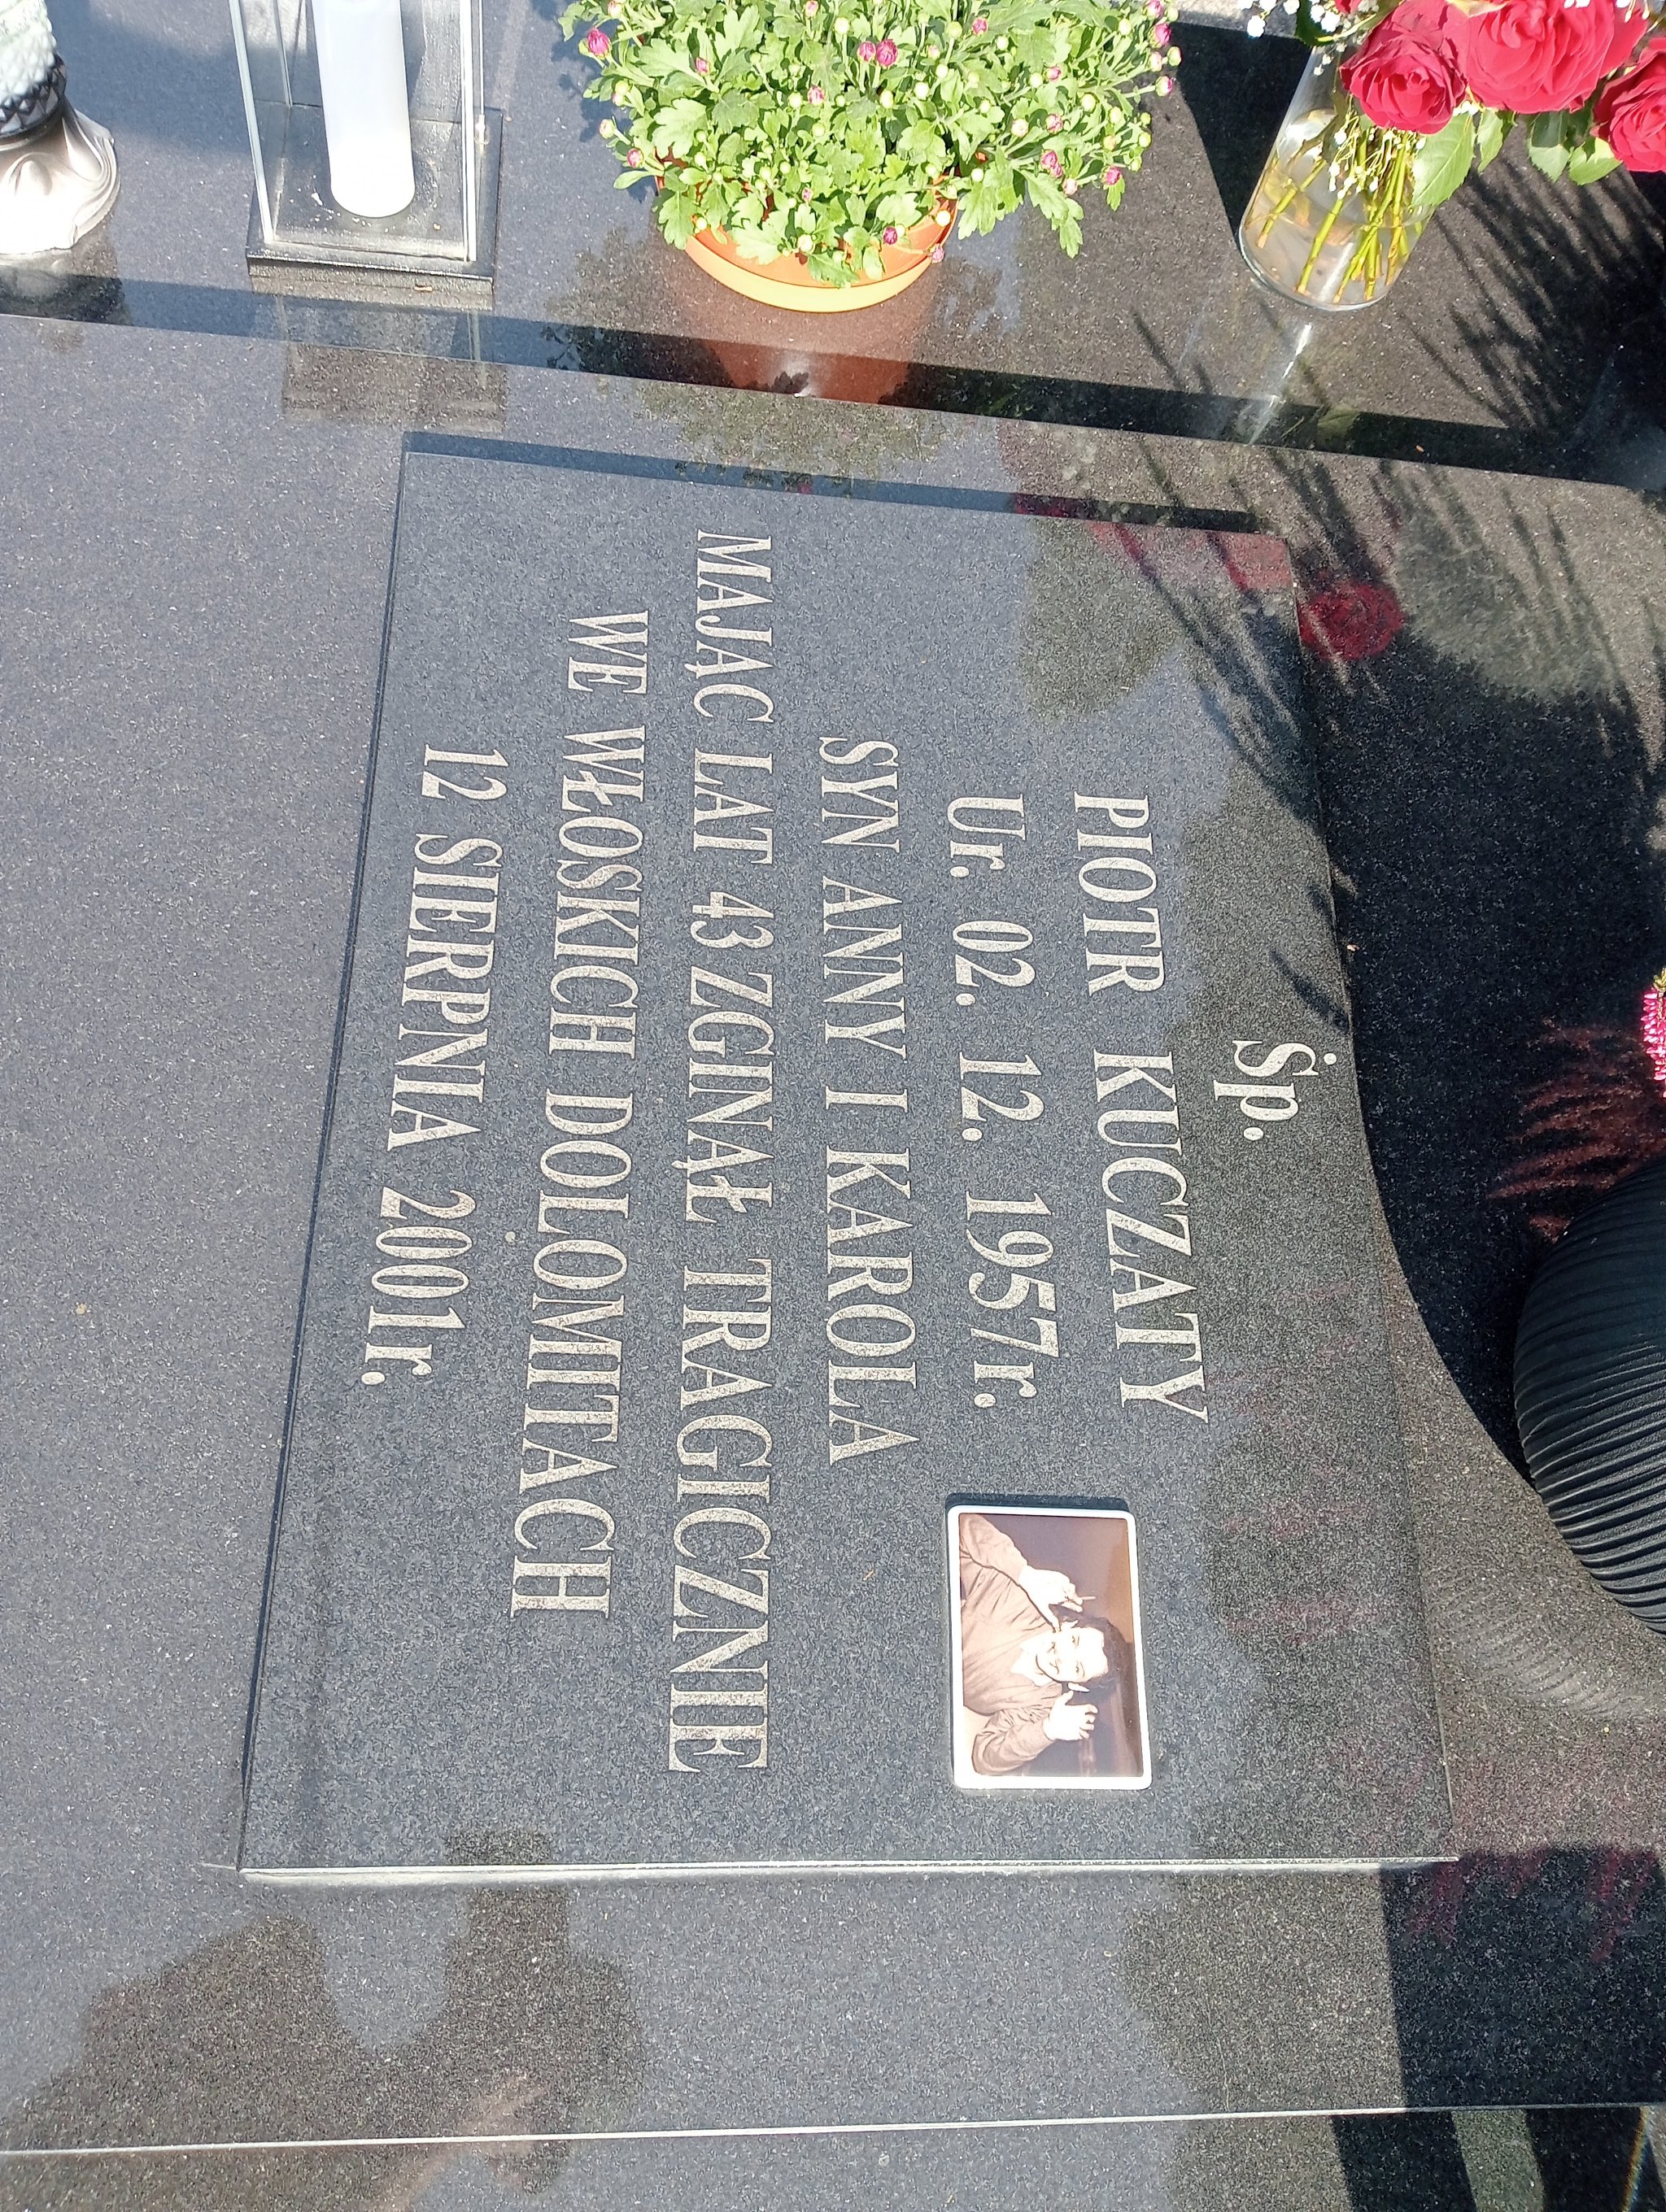 Śp.
PIOTR KUCZATY
Ur. 02. 12. 1957r.
SYN ANNY I KAROLA
MAJĄC LAT 43 ZGINĄŁ TRAGICZNIE
WE WŁOSKICH DOLOMITACH
12 SIERPNIA 2001r.